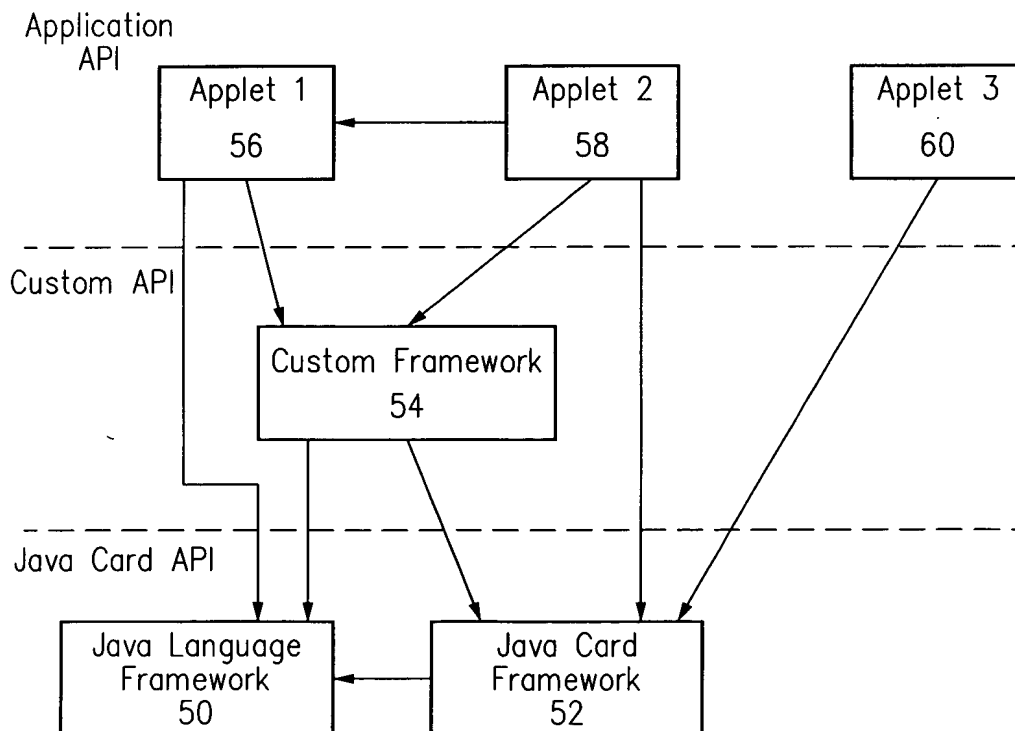 Application
API
Applet 1
56
Applet 2
58
Applet 3
60
Custom API
Custom Framework
54
Java Card API
Java Language
Framework
50
Java Card
Framework
52